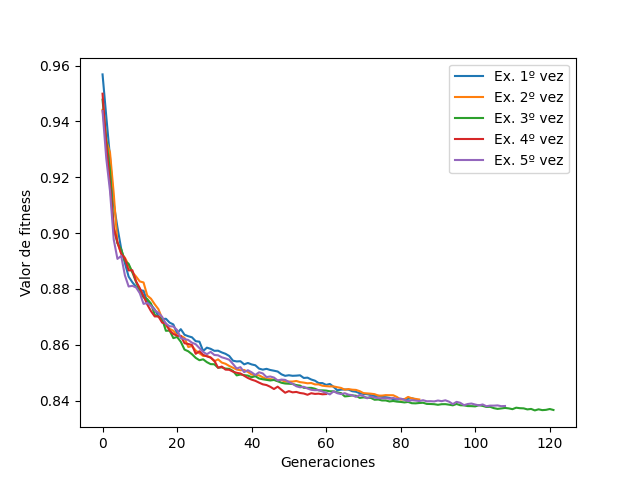 0.96
0.94
0.92
0.90
0.88
0.86
0.84
Valor de fitness
0
20
40
60
80
100
120
Generaciones
Ex. 1º vez
Ex. 2º vez
Ex. 3º vez
Ex. 4º vez
Ex. 5º vez